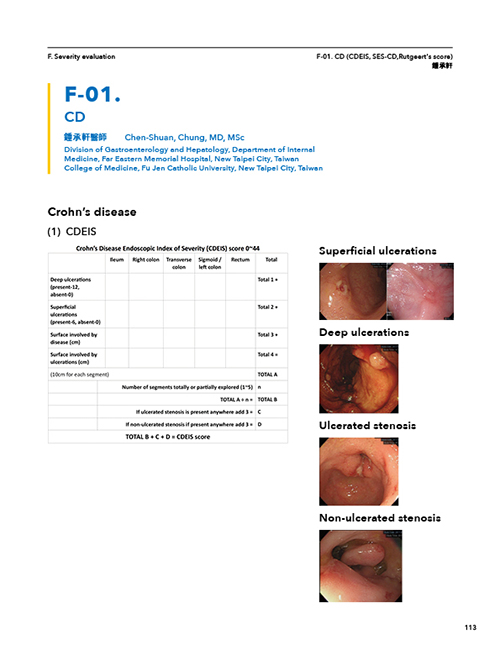 F. Severity evaluation
F-01. CD (CDEIS, SES-CD,Rutgeert's score)
鍾承軒
F-01.
CD
鍾承軒醫師 Chen-Shuan, Chung, MD, MSc
Division of Gastroenterology and Hepatology, Department of Internal
Medicine, Far Eastern Memorial Hospital, New Taipei City, Taiwan
College of Medicine, Fu Jen Catholic University, New Taipei City, Taiwan
Crohn's disease
(1) CDEIS
Crohn's Disease Endoscopic Index of Severity (CDEIS) score 0~44
Ileum Right colon Transverse colon Sigmoid / left colon Rectum Total
Deep ulcerations
(present-12,
absent-0)
Total 1 +
Superficial
ulcerations
(present-6, absent-0)
Total 2 +
Surface involved by
disease (cm)
Total 3 +
Surface involved by
ulcerations (cm)
Total 4 =
(10cm for each segment) TOTAL A
Number of segments totally or partially explored (1~5) n
TOTAL A ÷ n = TOTAL B
If ulcerated stenosis is present anywhere add 3 = C
If non-ulcerated stenosis if present anywhere add 3 = D
TOTAL B + C + D = CDEIS score
Superficial ulcerations
Deep ulcerations
Ulcerated stenosis
Non-ulcerated stenosis
113